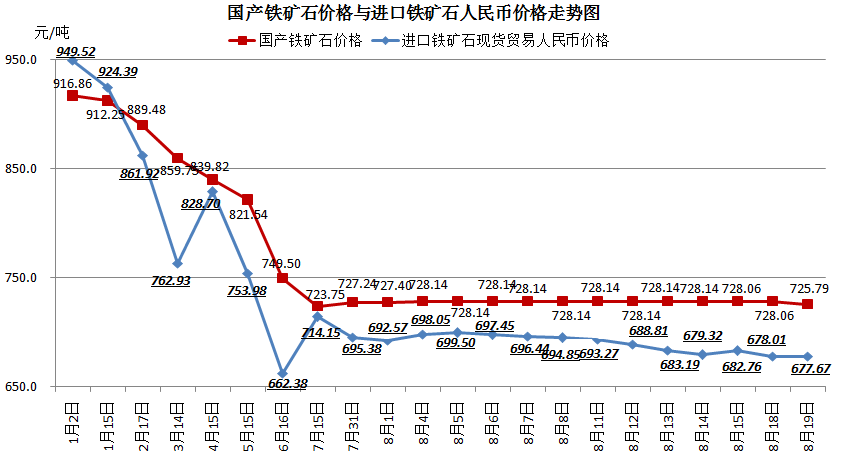 国产铁矿石价格与进口铁矿石人民币价格走势图
元/吨
国产铁矿石价格
进口铁矿石现货贸易人民币价格
950.0
850.0
750.0
650.0
949.52
924.39
916.86
912.25
889.48
861.92
859.75
839.82
828.70
821.54
762.93
753.98
749.50
723.75
714.15
662.38
727.24
727.40
728.14
728.14
728.14
728.14
728.14
728.14
728.14
728.14
728.14
728.06
728.06
725.79
695.38
692.57
698.05
699.50
697.45
696.44
694.85
693.27
688.81
683.19
679.32
682.76
678.01
677.67
1月2日
1月15日
2月17日
3月14日
4月15日
5月15日
6月16日
7月15日
7月31日
8月1日
8月4日
8月5日
8月6日
8月7日
8月8日
8月11日
8月12日
8月13日
8月14日
8月15日
8月18日
8月19日